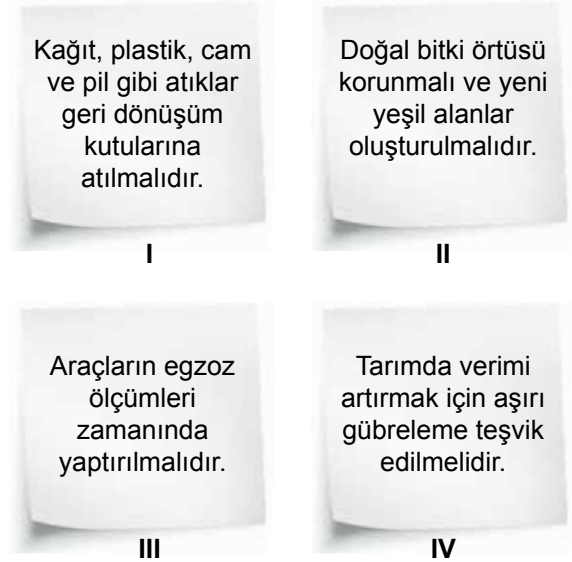 Kağıt, plastik, cam
ve pil gibi atıklar
geri dönüşüm
kutularına
atılmalıdır.
I
Doğal bitki örtüsü
korunmalı ve yeni
yeşil alanlar
oluşturulmalıdır.
II
Araçların egzoz
ölçümleri
zamanında
yaptırılmalıdır.
III
Tarımda verimi
artırmak için aşırı
gübreleme teşvik
edilmelidir.
IV